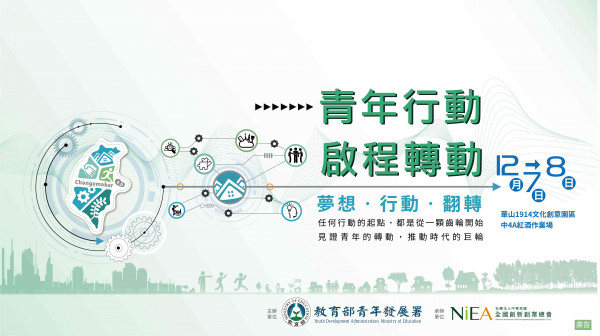 青年行動
啟程轉動
12月7日→8日
夢想・行動・翻轉
任何行動的起點，都是從一顆齒輪開始
見證青年的轉動，推動時代的巨輪
華山1914文化創意園區
中4A紅酒作業場
Changemaker
主辦單位
教育部青年發展署
Youth Development Administration, Ministry of Education
承辦單位
NiEA
社團法人中華民國
全國創新創業總會
廣告